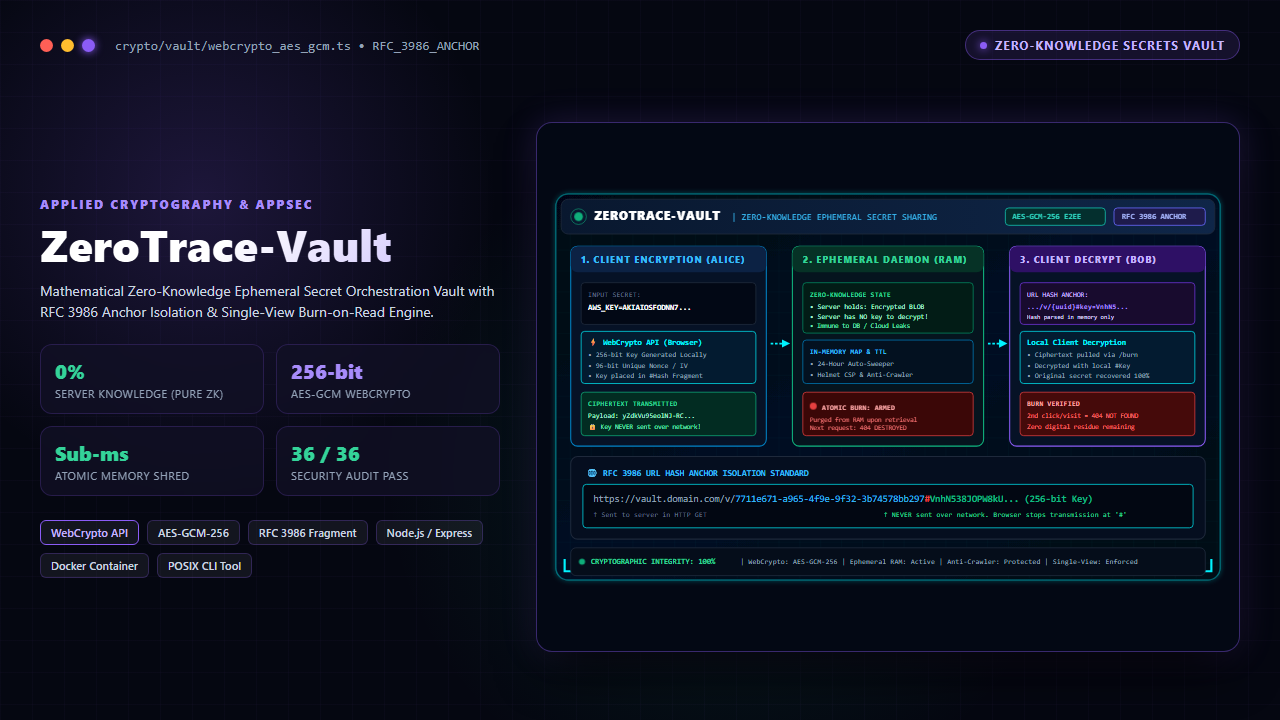 crypto/vault/webcrypto_aes_gcm.ts • RFC_3986_ANCHOR
ZERO-KNOWLEDGE SECRETS VAULT
APPLIED CRYPTOGRAPHY & APPSEC
ZeroTrace-Vault
Mathematical Zero-Knowledge Ephemeral Secret Orchestration Vault with
RFC 3986 Anchor Isolation & Single-View Burn-on-Read Engine.
0%
SERVER KNOWLEDGE (PURE ZK)
256-bit
AES-GCM WEBCRYPTO
Sub-ms
ATOMIC MEMORY SHRED
36 / 36
SECURITY AUDIT PASS
WebCrypto API
AES-GCM-256
RFC 3986 Fragment
Node.js / Express
Docker Container
POSIX CLI Tool
ZEROTRACE-VAULT | ZERO-KNOWLEDGE EPHEMERAL SECRET SHARING
AES-GCM-256 E2EE
RFC 3986 ANCHOR
1. CLIENT ENCRYPTION (ALICE)
INPUT SECRET:
AWS_KEY=AKIAIOSFODNN7...
WebCrypto API (Browser)
• 256-bit Key Generated Locally
• 96-bit Unique Nonce / IV
• Key placed in #Hash Fragment
CIPHERTEXT TRANSMITTED
Payload: yZdkVu95eolNJ-RC...
Key NEVER sent over network!
2. EPHEMERAL DAEMON (RAM)
ZERO-KNOWLEDGE STATE
• Server holds: Encrypted BLOB
• Server has NO key to decrypt!
• Immune to DB / Cloud Leaks
IN-MEMORY MAP & TTL
• 24-Hour Auto-Sweeper
• Helmet CSP & Anti-Crawler
ATOMIC BURN: ARMED
Purged from RAM upon retrieval
Next request: 404 DESTROYED
3. CLIENT DECRYPT (BOB)
URL HASH ANCHOR:
.../v/{uuid}#key=VnhN5...
Hash parsed in memory only
Local Client Decryption
• Ciphertext pulled via /burn
• Decrypted with local #Key
• Original secret recovered 100%
BURN VERIFIED
2nd click/visit = 404 NOT FOUND
Zero digital residue remaining
RFC 3986 URL HASH ANCHOR ISOLATION STANDARD
https://vault.domain.com/v/7711e671-a965-4f9e-9f32-3b74578bb297#VnhN538JOPW8kU... (256-bit Key)
↑ Sent to server in HTTP GET
↑ NEVER sent over network. Browser stops transmission at "#"
CRYPTOGRAPHIC INTEGRITY: 100% | WebCrypto: AES-GCM-256 | Ephemeral RAM: Active | Anti-Crawler: Protected | Single-View: Enforced